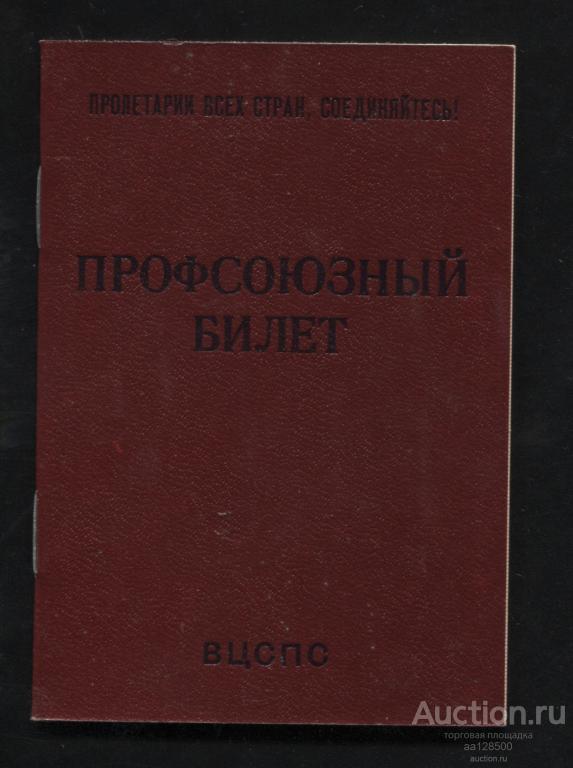 ПРОЛЕТАРИИ ВСЕХ СТРАН, СОЕДИНЯЙТЕСЬ!
ПРОФСОЮЗНЫЙ
БИЛЕТ
ВЦСПС
Auction.ru
торговая площадка
aa128500
auction.ru